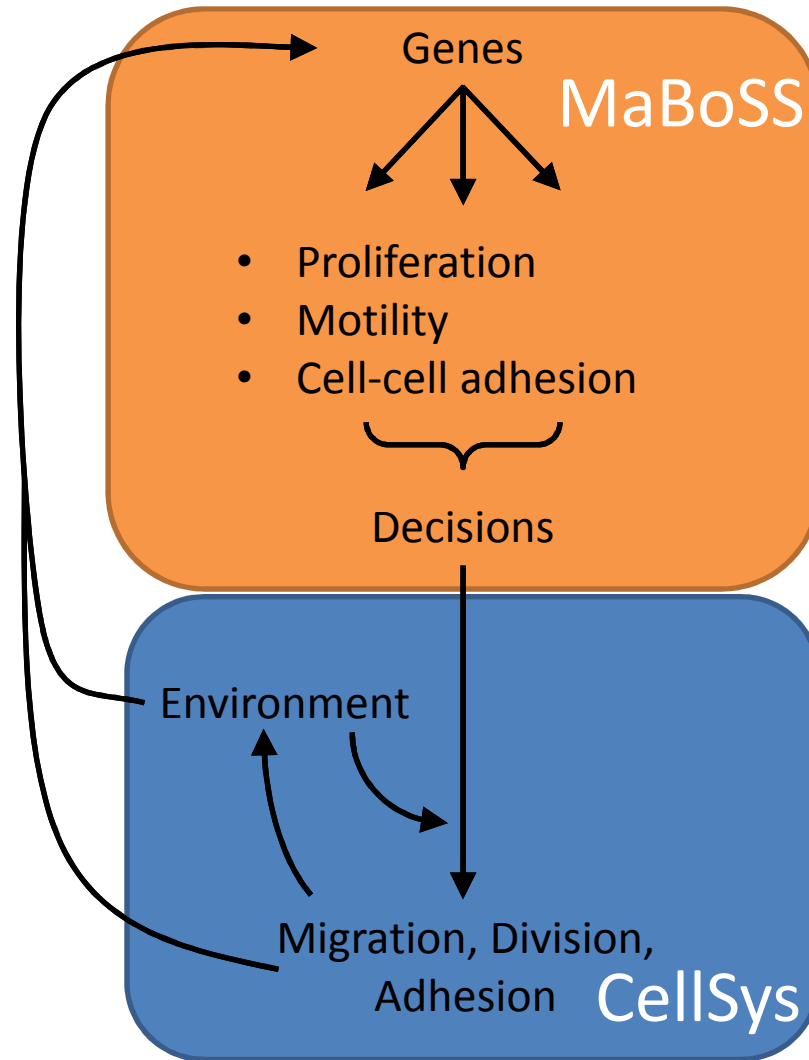 Genes
MaBoSS
• Proliferation
• Motility
• Cell-cell adhesion
Decisions
Environment
Migration, Division,
Adhesion
CellSys